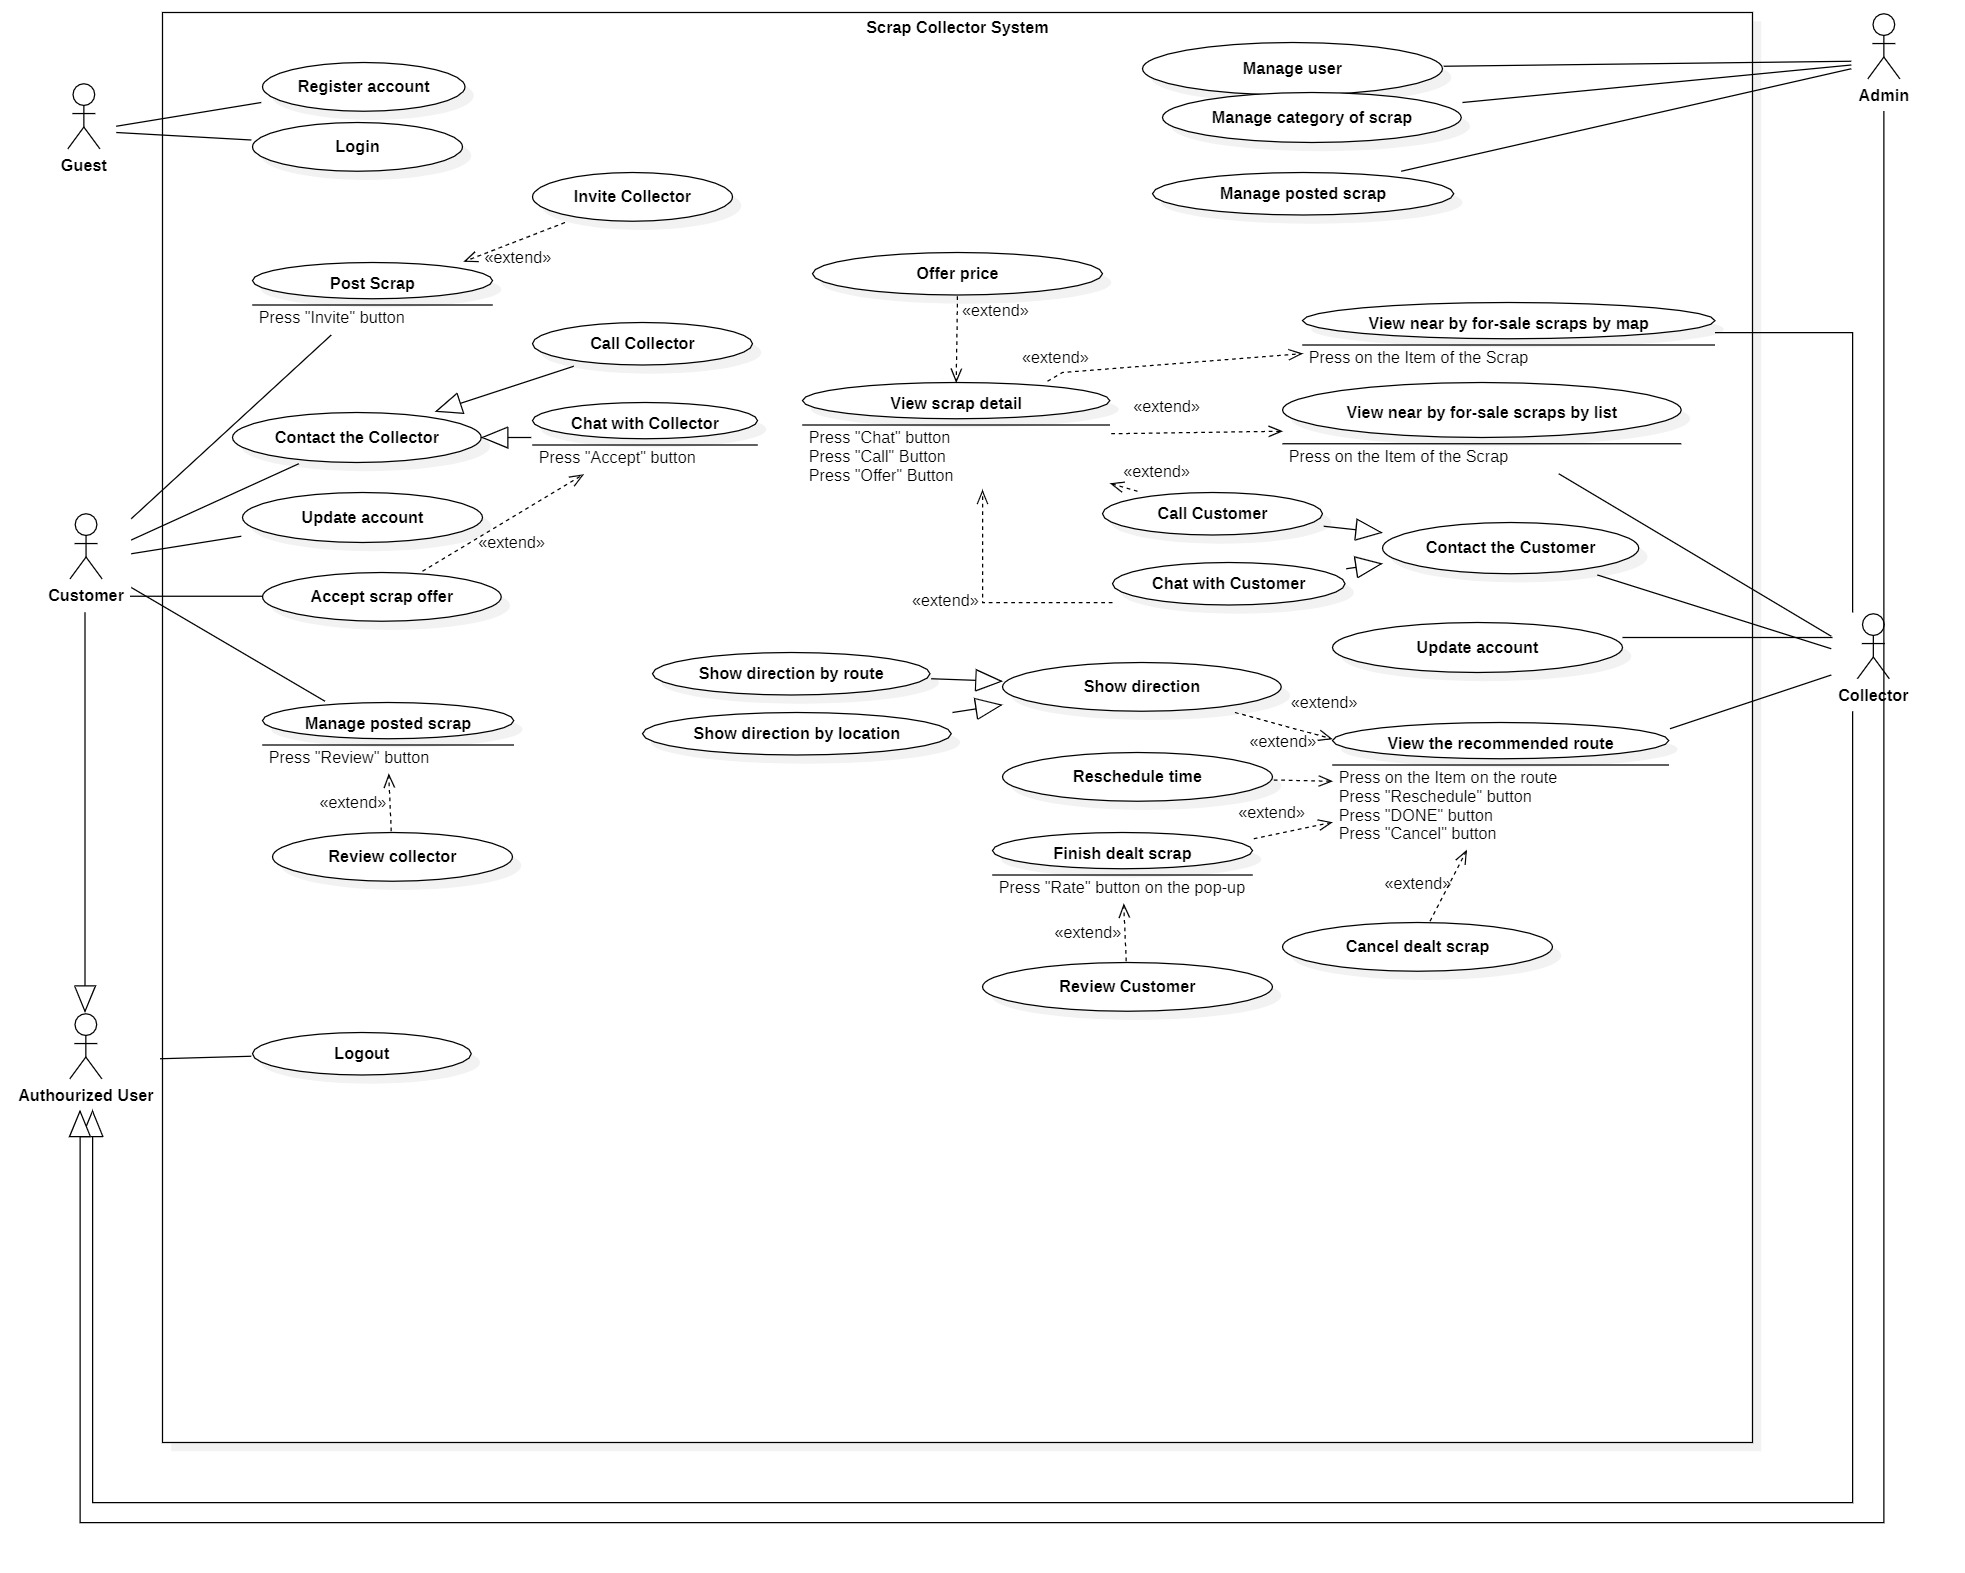 Scrap Collector System
Guest
Register account
Login
Manage user
Manage category of scrap
Manage posted scrap
Admin
Invite Collector
«extend»
Post Scrap
Press "Invite" button
Call Collector
Contact the Collector
Chat with Collector
Press "Accept" button
Update account
«extend»
Accept scrap offer
Customer
Manage posted scrap
Press "Review" button
«extend»
Review collector
Offer price
«extend»
View scrap detail
Press "Chat" button
Press "Call" Button
Press "Offer" Button
«extend»
View near by for-sale scraps by map
Press on the Item of the Scrap
«extend»
View near by for-sale scraps by list
Press on the Item of the Scrap
«extend»
Call Customer
Contact the Customer
Chat with Customer
«extend»
Update account
Collector
Show direction by route
Show direction
Show direction by location
«extend»
«extend»
View the recommended route
Press on the Item on the route
Press "Reschedule" button
Press "DONE" button
Press "Cancel" button
Reschedule time
«extend»
Finish dealt scrap
Press "Rate" button on the pop-up
«extend»
Cancel dealt scrap
«extend»
Review Customer
Logout
Authourized User